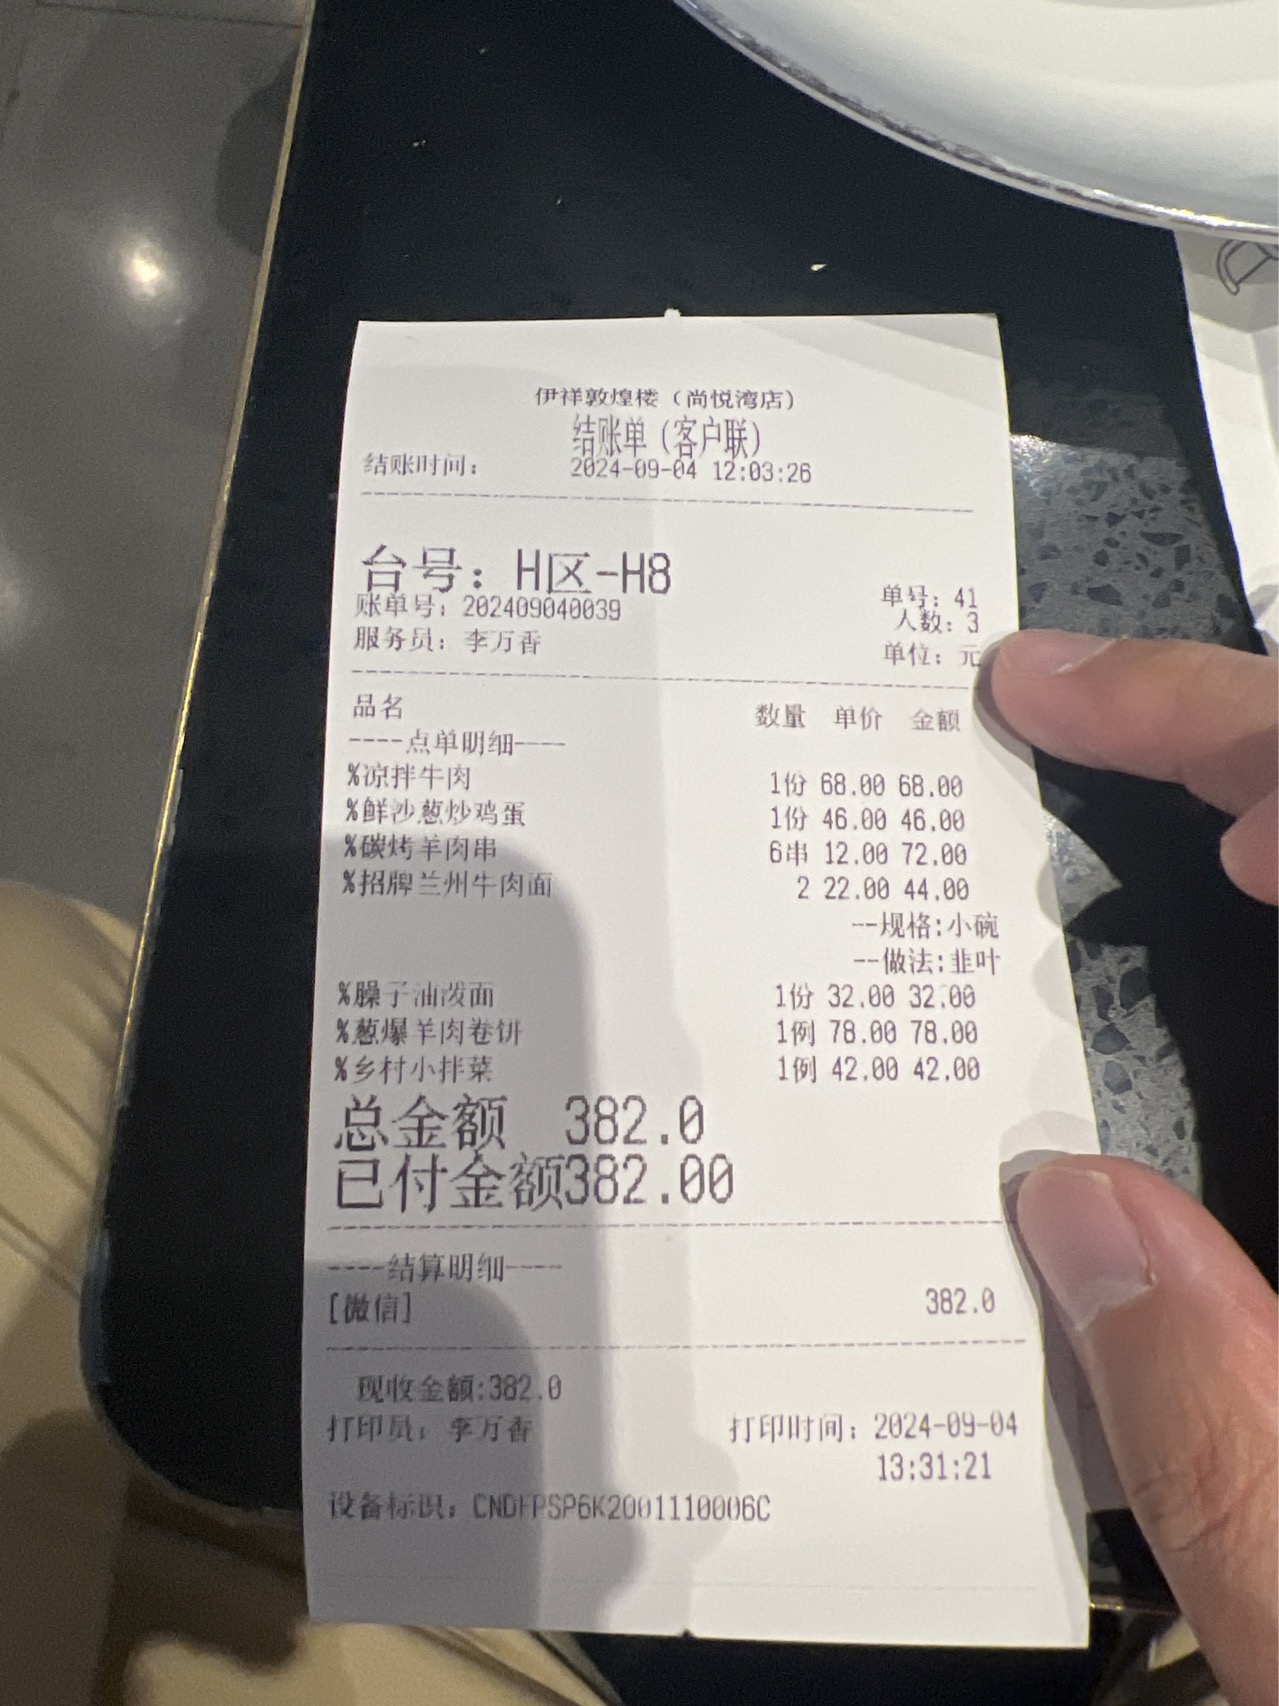 伊祥敦煌楼（尚悦湾店）
结账单（客户联）
结账时间： 2024-09-04 12:03:26
台号：H区-H8
单号：41
账单号：202409040039
人数：3
服务员：李万香
单位：元
品名 数量 单价 金额
----点单明细----
%凉拌牛肉 1份 68.00 68.00
%鲜沙葱炒鸡蛋 1份 46.00 46.00
%碳烤羊肉串 6串 12.00 72.00
%招牌兰州牛肉面 2 22.00 44.00
--规格:小碗
--做法:韭叶
%臊子油泼面 1份 32.00 32.00
%葱爆羊肉卷饼 1例 78.00 78.00
%乡村小拌菜 1例 42.00 42.00
总金额 382.0
已付金额382.00
----结算明细----
[微信] 382.0
现收金额:382.0
打印员：李万香 打印时间：2024-09-04
13:31:21
设备标识：CNDFPSP6K2001110006C